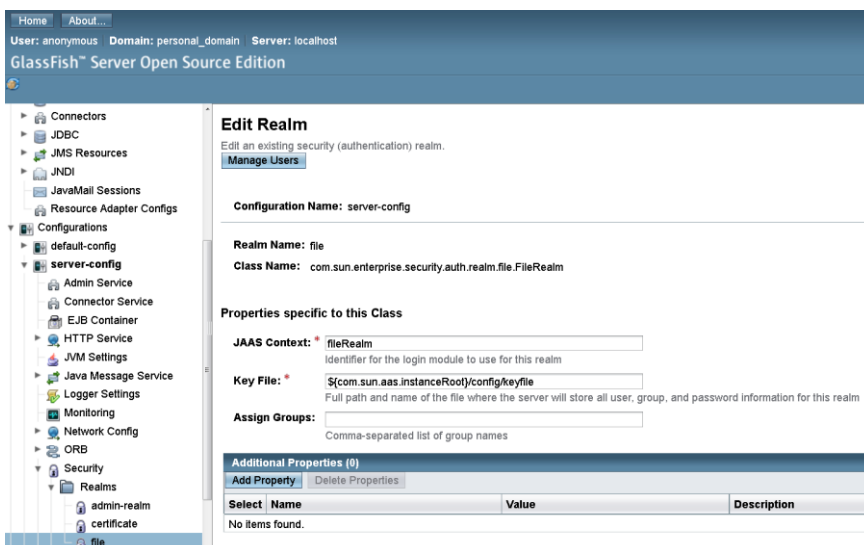 Home About...
User: anonymous Domain: personal_domain Server: localhost
GlassFish™ Server Open Source Edition
Connectors
JDBC
JMS Resources
JNDI
JavaMail Sessions
Resource Adapter Configs
Configurations
default-config
server-config
Admin Service
Connector Service
EJB Container
HTTP Service
JVM Settings
Java Message Service
Logger Settings
Monitoring
Network Config
ORB
Security
Realms
admin-realm
certificate
file
Edit Realm
Edit an existing security (authentication) realm.
Manage Users
Configuration Name: server-config
Realm Name: file
Class Name: com.sun.enterprise.security.auth.realm.file.FileRealm
Properties specific to this Class
JAAS Context: * fileRealm
Identifier for the login module to use for this realm
Key File: * ${com.sun.aas.instanceRoot}/config/keyfile
Full path and name of the file where the server will store all user, group, and password information for this realm
Assign Groups:
Comma-separated list of group names
Additional Properties (0)
Add Property Delete Properties
Select Name Value Description
No items found.